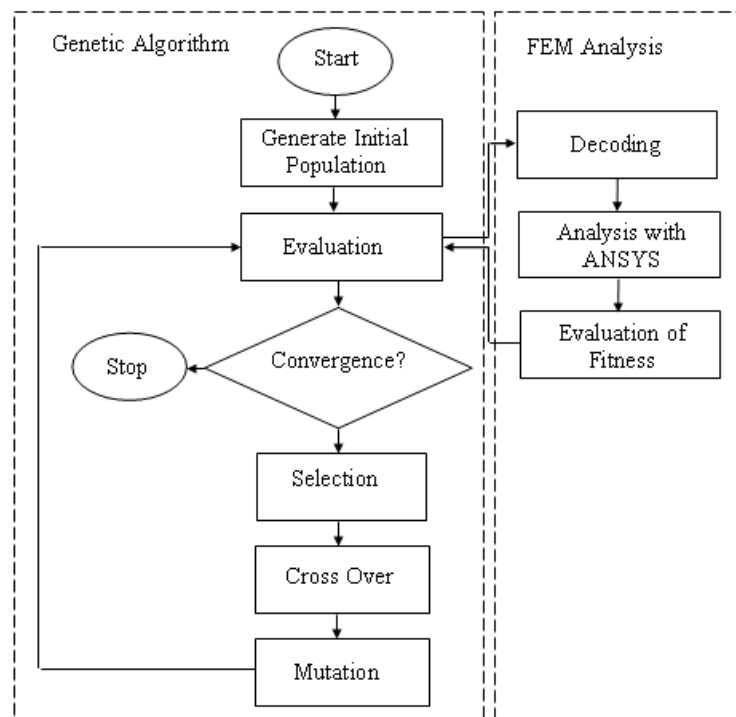 Genetic Algorithm
Start
Generate Initial
Population
Evaluation
Convergence?
Stop
Selection
Cross Over
Mutation
FEM Analysis
Decoding
Analysis with
ANSYS
Evaluation of
Fitness